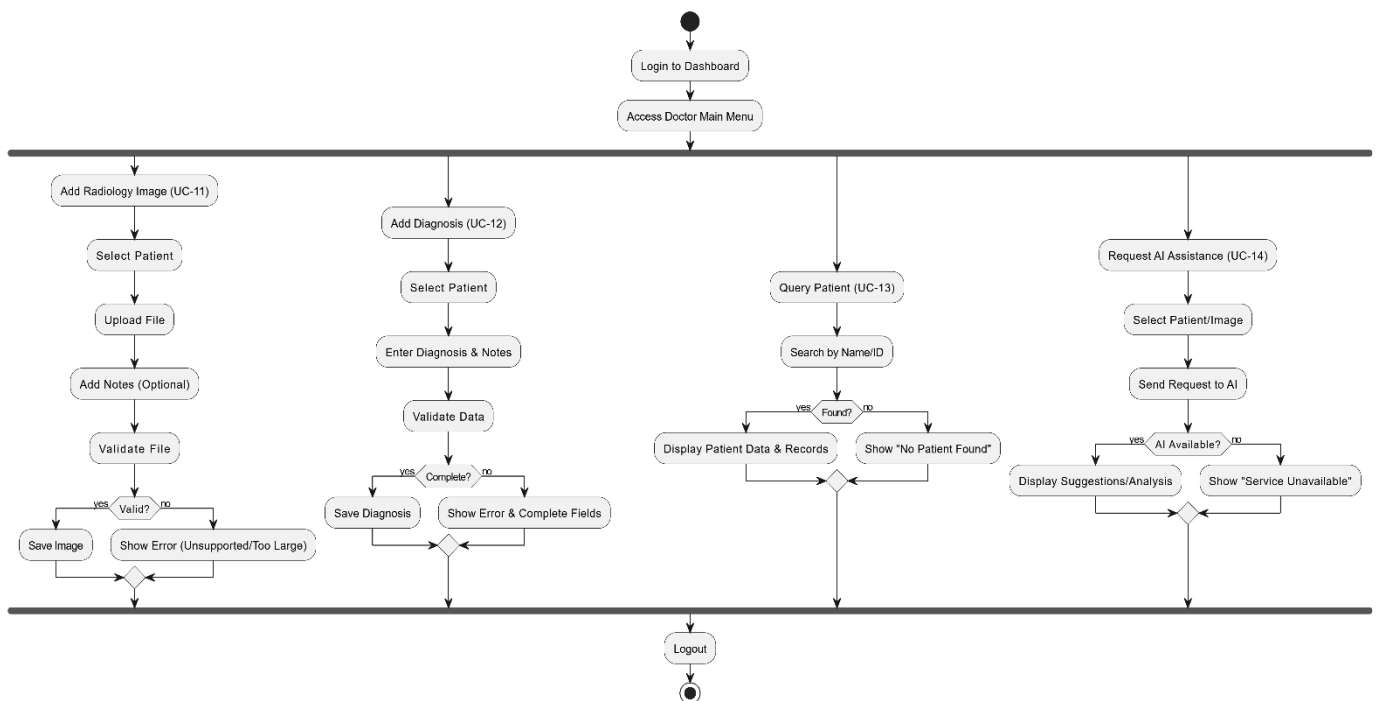 Login to Dashboard
Access Doctor Main Menu
Add Radiology Image (UC-11)
Select Patient
Upload File
Add Notes (Optional)
Validate File
yes
Valid?
no
Save Image
Show Error (Unsupported/Too Large)
Add Diagnosis (UC-12)
Select Patient
Enter Diagnosis & Notes
Validate Data
yes
Complete?
no
Save Diagnosis
Show Error & Complete Fields
Query Patient (UC-13)
Search by Name/ID
yes
Found?
no
Display Patient Data & Records
Show "No Patient Found"
Request AI Assistance (UC-14)
Select Patient/Image
Send Request to AI
yes
AI Available?
no
Display Suggestions/Analysis
Show "Service Unavailable"
Logout